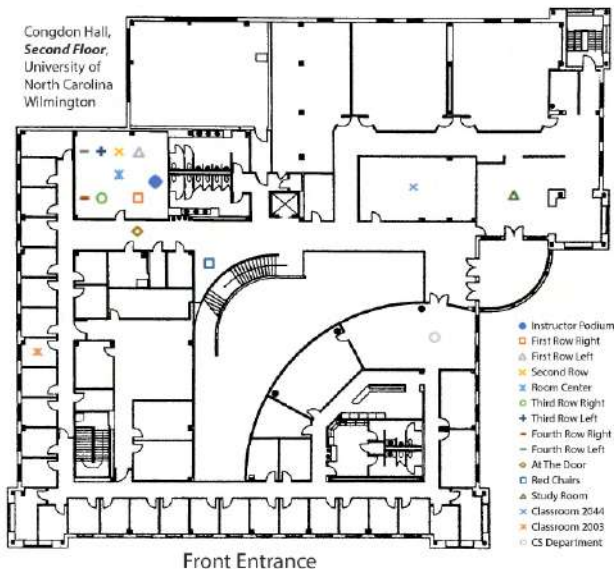 Congdon Hall,
Second Floor,
University of
North Carolina
Wilmington
Instructor Podium
First Row Right
First Row Left
Second Row
Room Center
Third Row Right
Third Row Left
Fourth Row Right
Fourth Row Left
At The Door
Red Chairs
Study Room
Classroom 2044
Classroom 2003
CS Department
Front Entrance